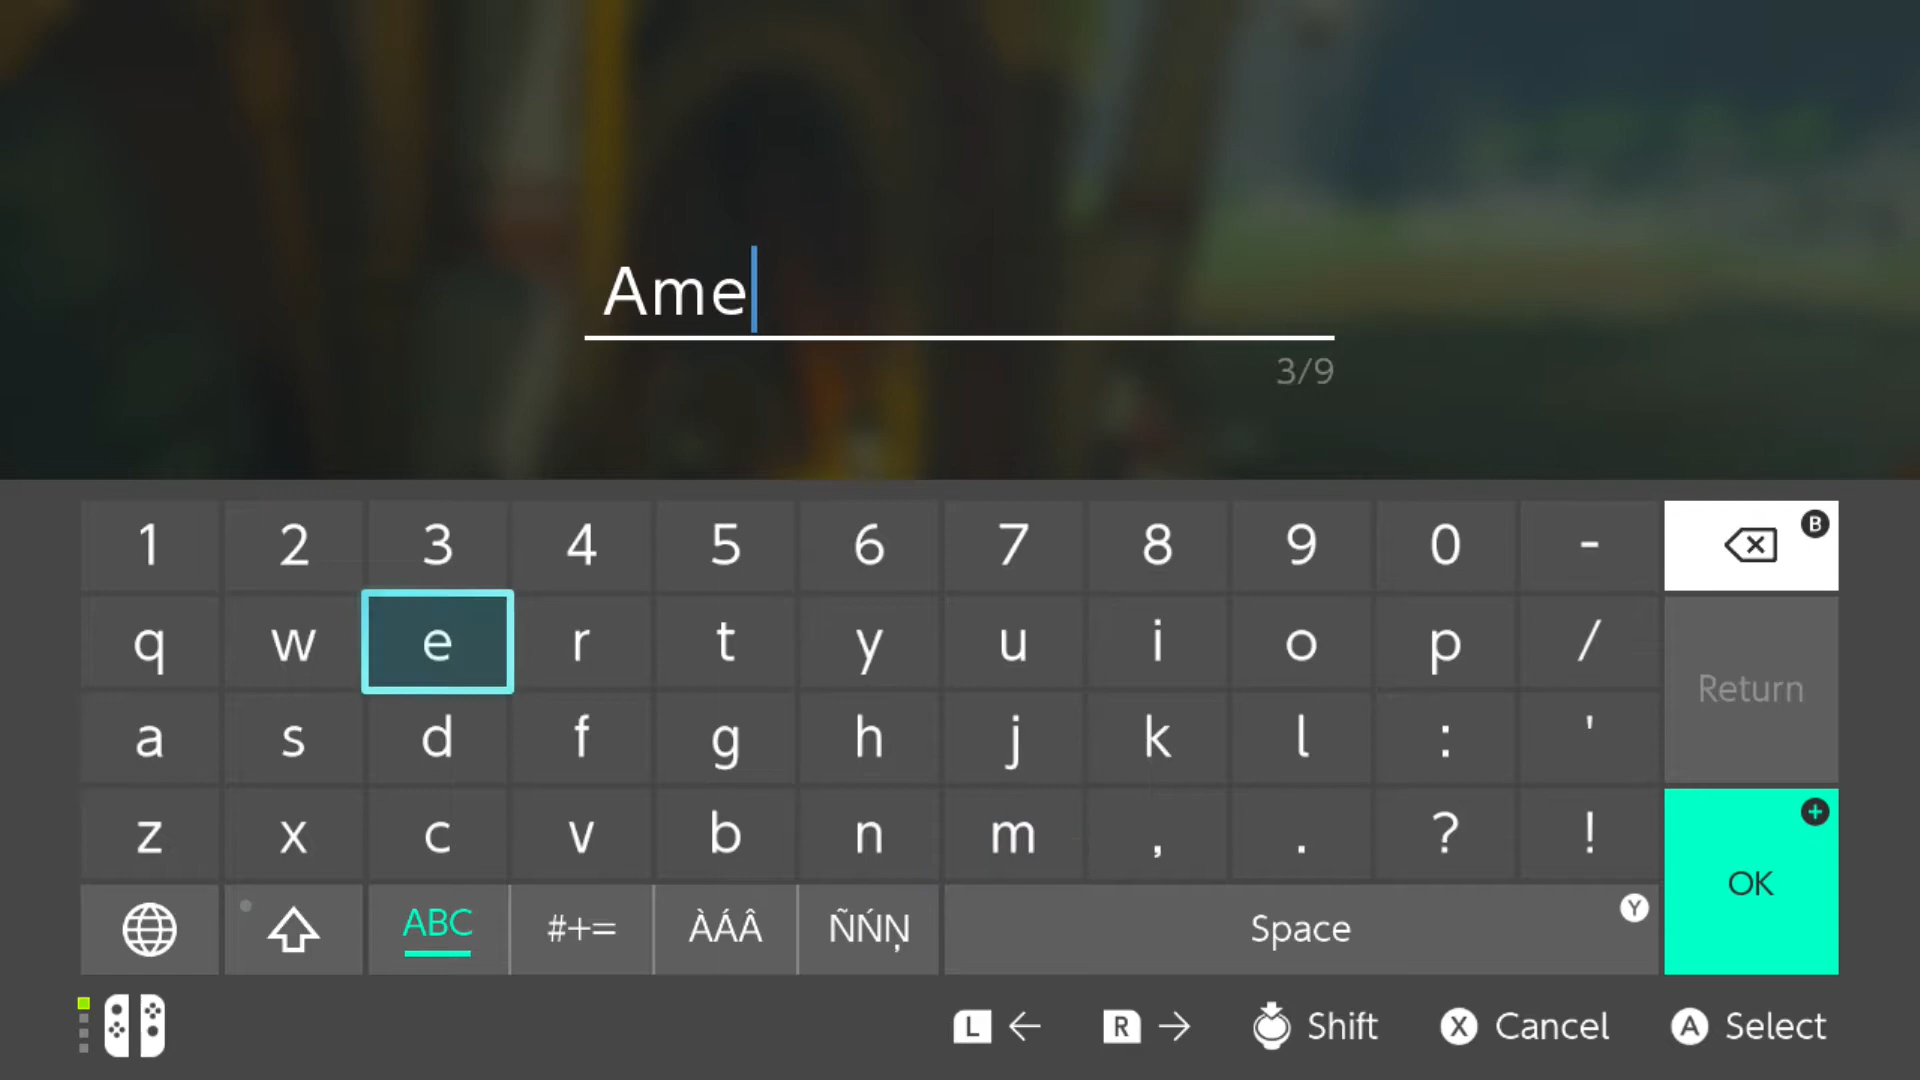 Ame
3/9
1 2 3 4 5 6 7 8 9 0 - B
q w e r t y u i o p / Return
a s d f g h j k l : '
z x c v b n m , . ? ! + OK
ABC #+= ÀÁÂ ÑŃŅ Space Y
L ← R → Shift X Cancel A Select